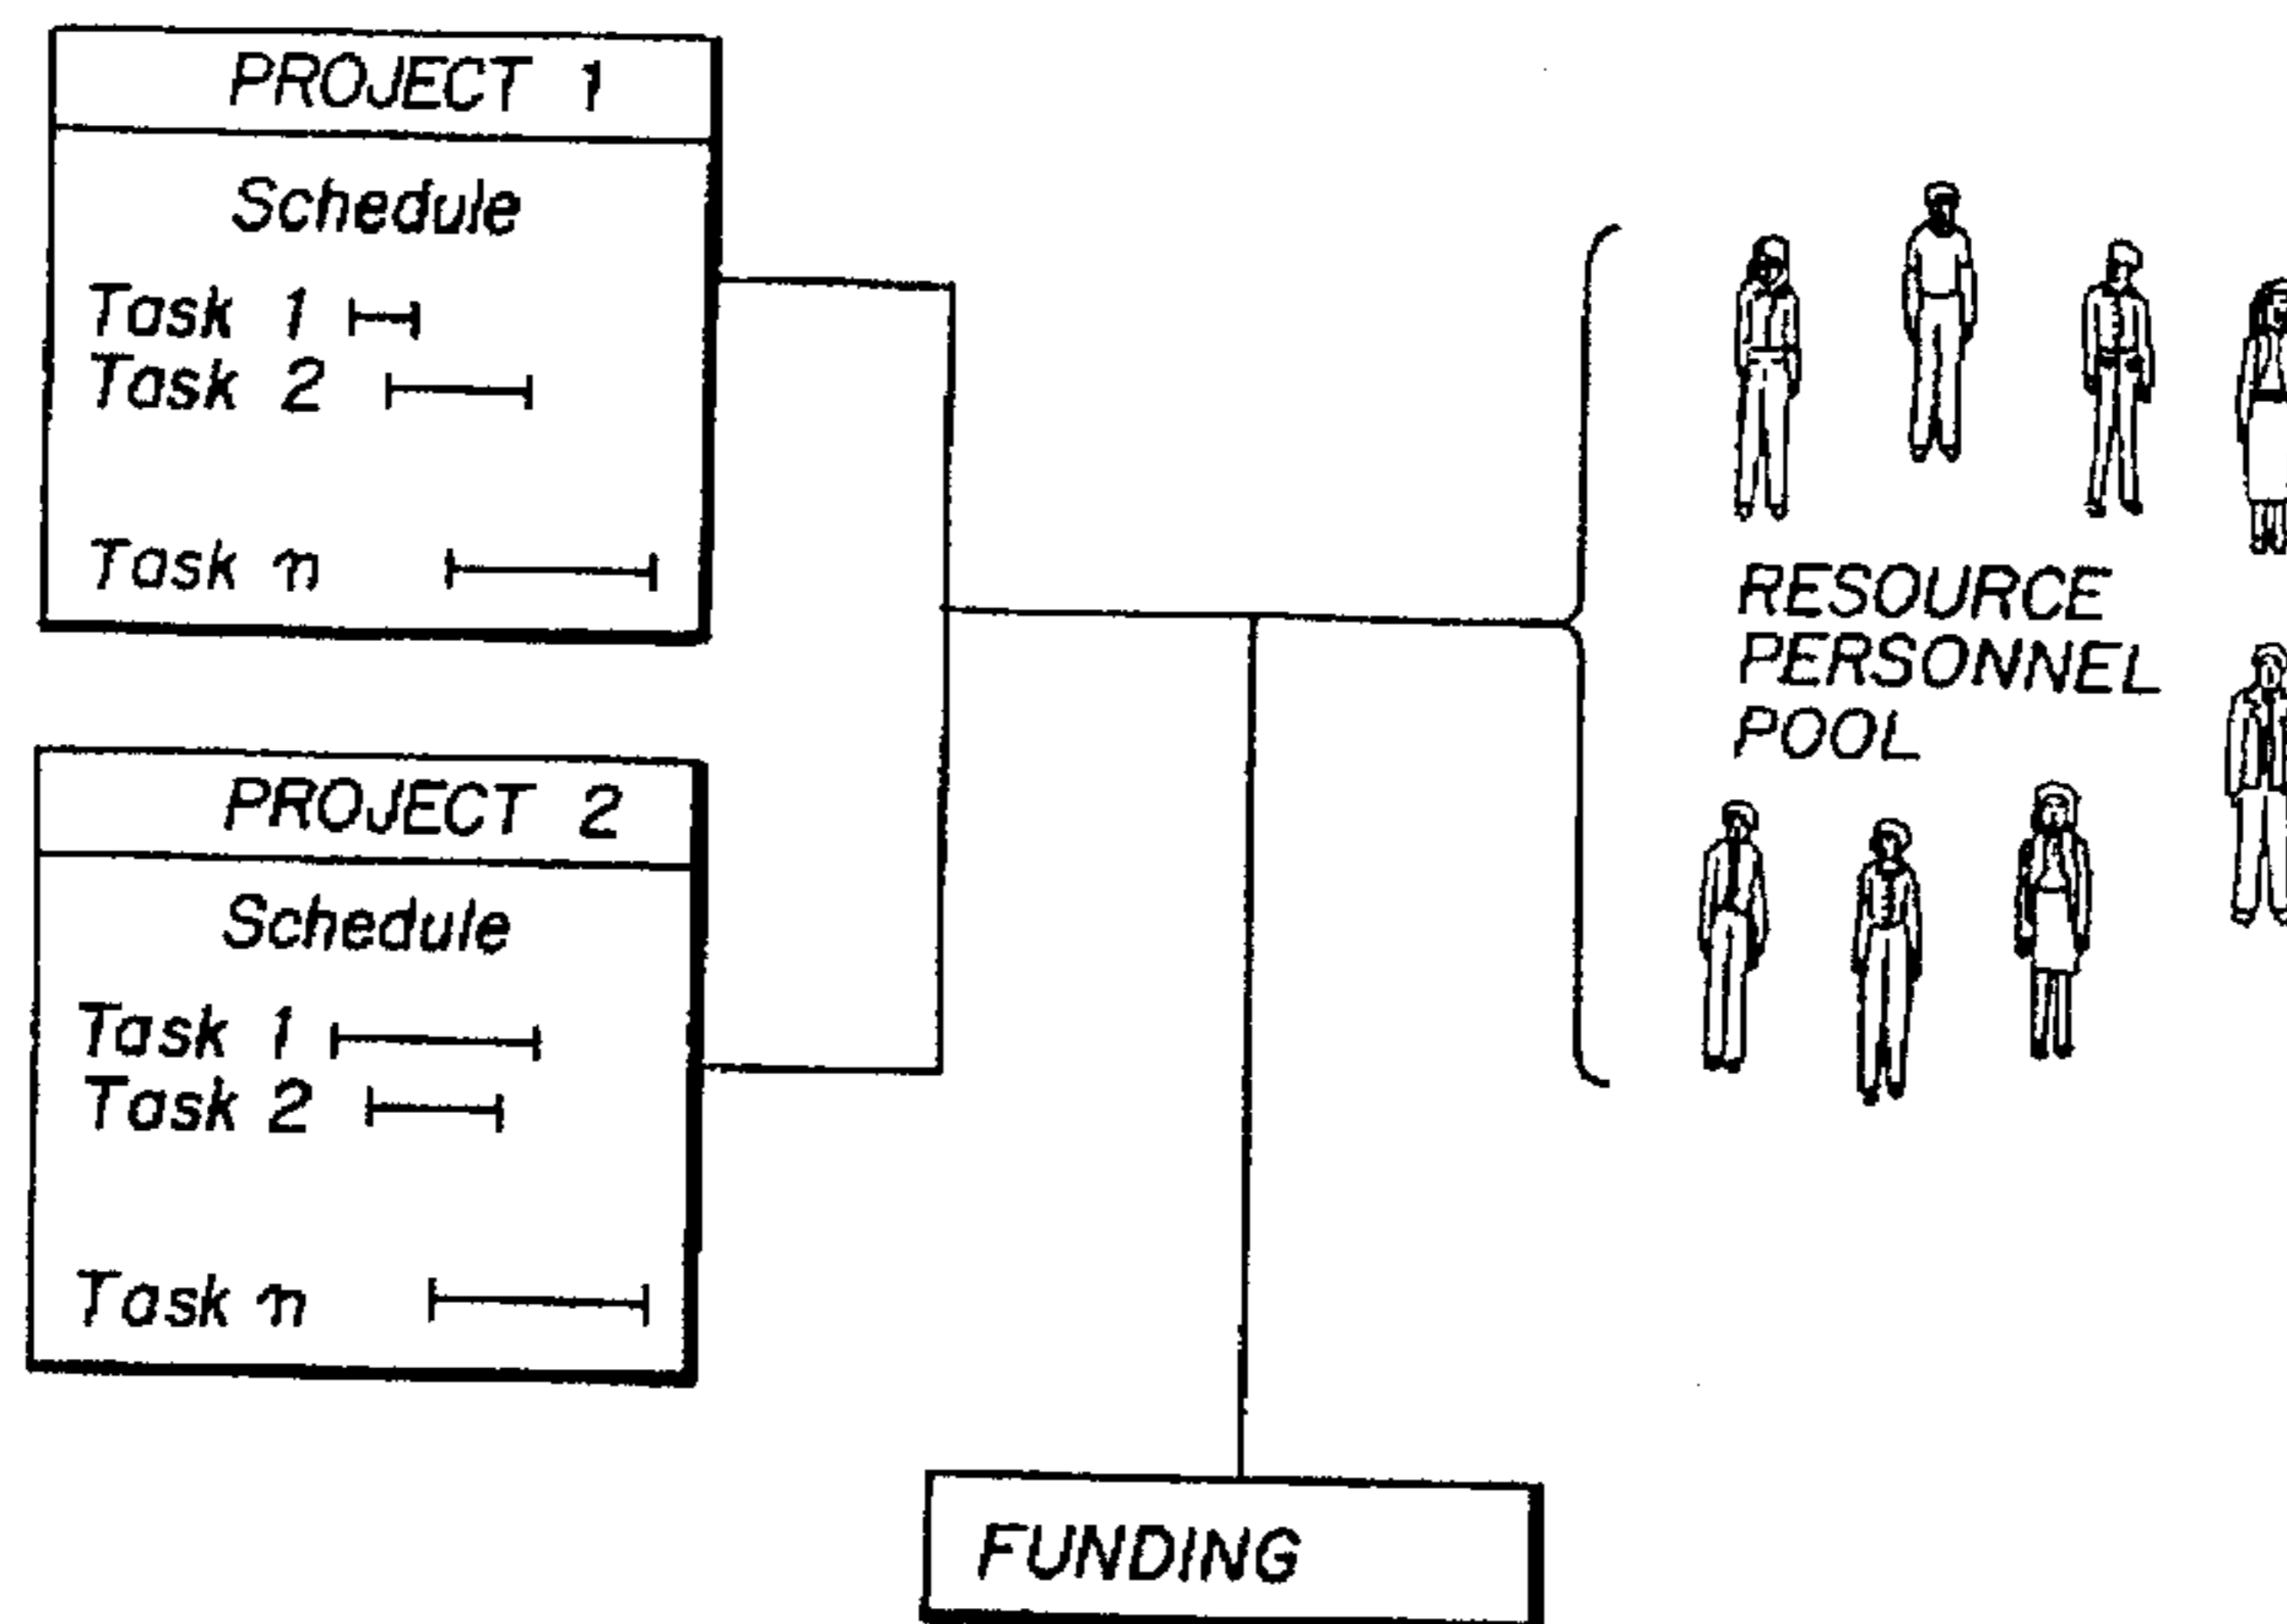 PROJECT 1
Schedule
Task 1
Task 2
Task n
PROJECT 2
Schedule
Task 1
Task 2
Task n
RESOURCE
PERSONNEL
POOL
FUNDING